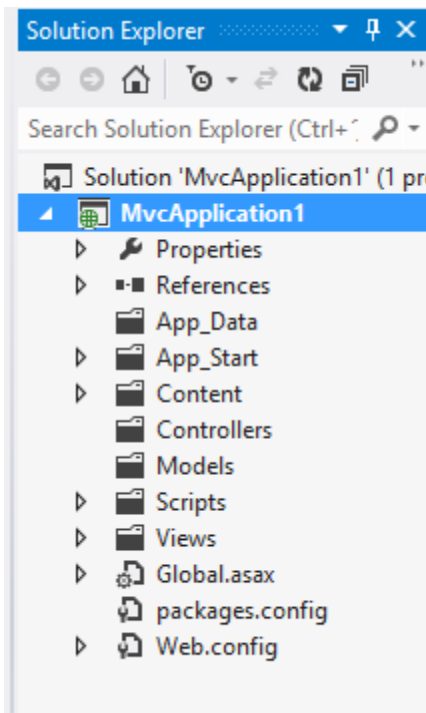 Solution Explorer
Search Solution Explorer (Ctrl+
Solution 'MvcApplication1' (1
MvcApplication1
Properties
References
App_Data
App_Start
Content
Controllers
Models
Scripts
Views
Global.asax
packages.config
Web.config